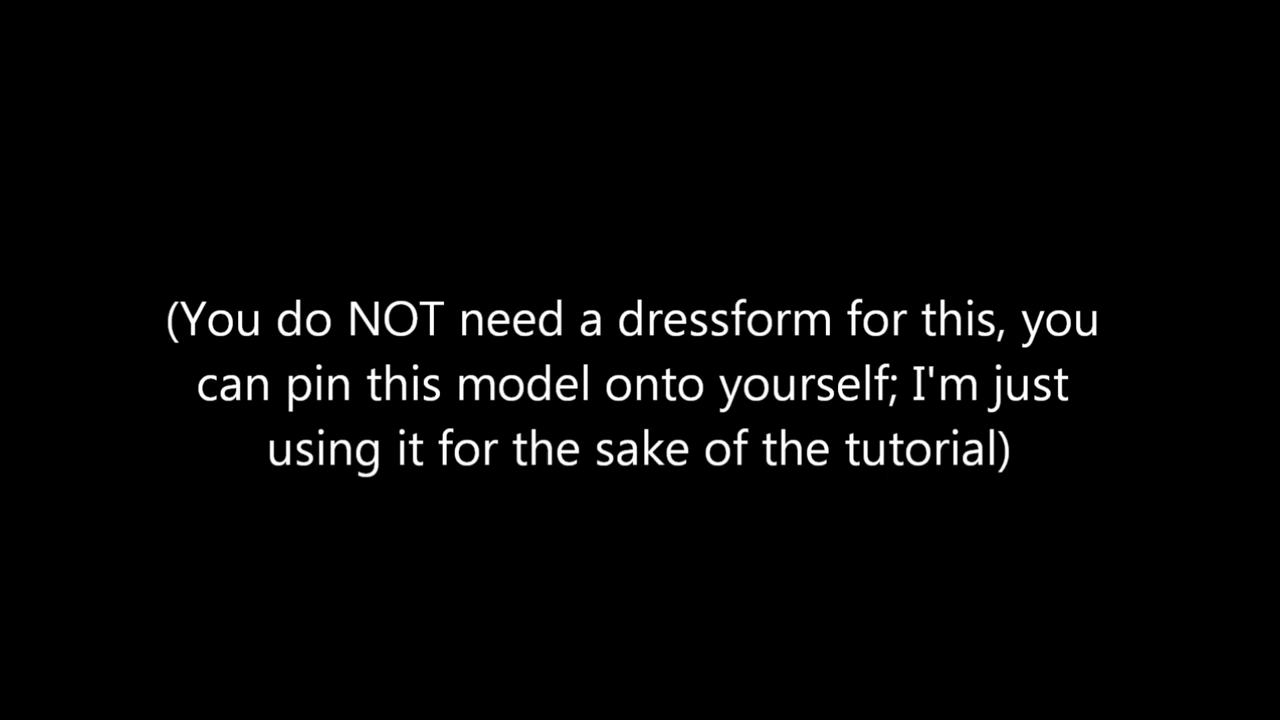 (You do NOT need a dressform for this, you
can pin this model onto yourself; I'm just
using it for the sake of the tutorial)